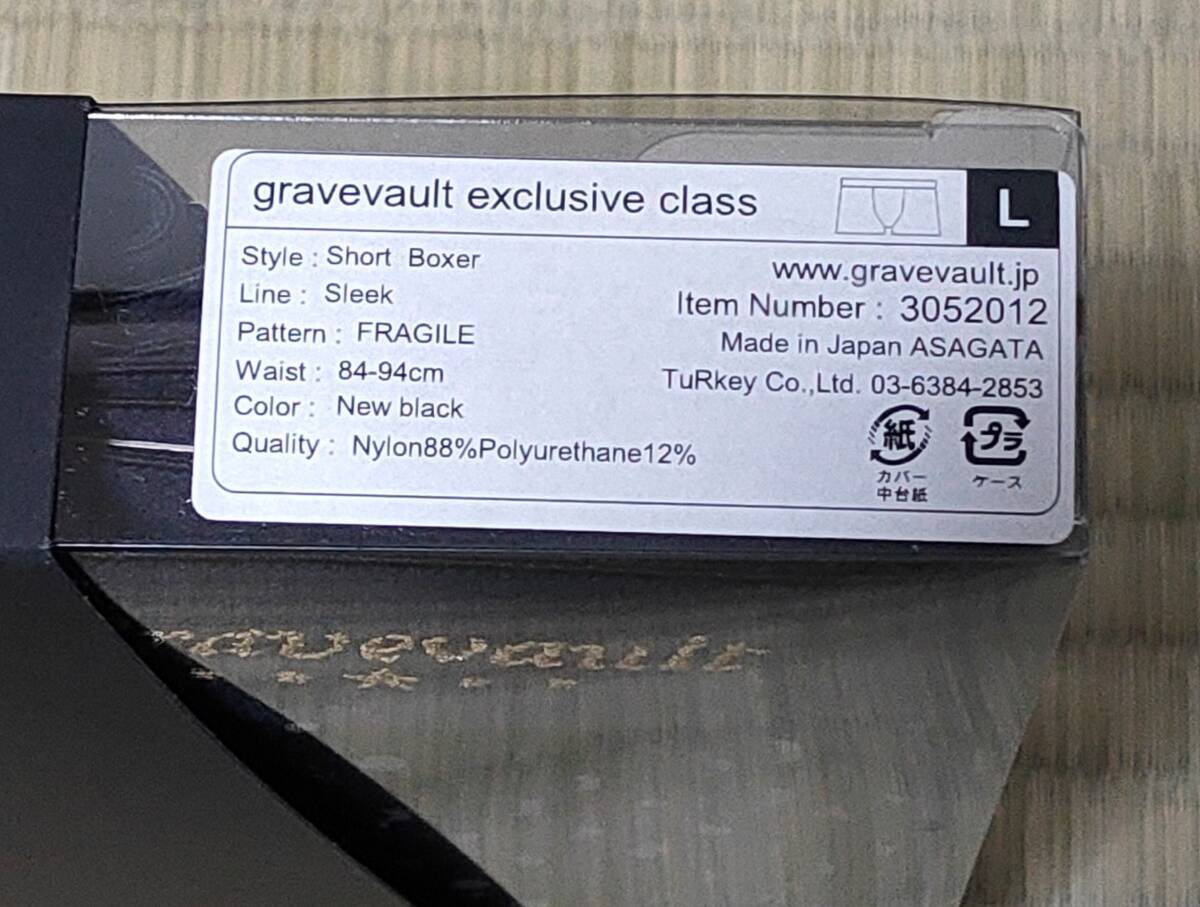 gravevault exclusive class
L
Style : Short Boxer
Line : Sleek
Pattern : FRAGILE
Waist : 84-94cm
Color : New black
Quality : Nylon88%Polyurethane12%
www.gravevault.jp
Item Number : 3052012
Made in Japan ASAGATA
TuRkey Co.,Ltd. 03-6384-2853
紙
カバー
中台紙
プラ
ケース
gravevault